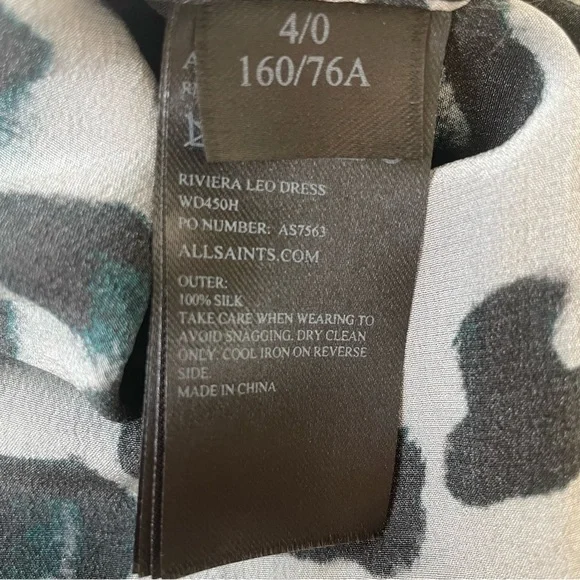 4/0
160/76A
RIVIERA LEO DRESS
WD450H
PO NUMBER: AS7563
ALLSAINTS.COM
OUTER:
100% SILK
TAKE CARE WHEN WEARING TO
AVOID SNAGGING. DRY CLEAN
ONLY. COOL IRON ON REVERSE
SIDE.
MADE IN CHINA